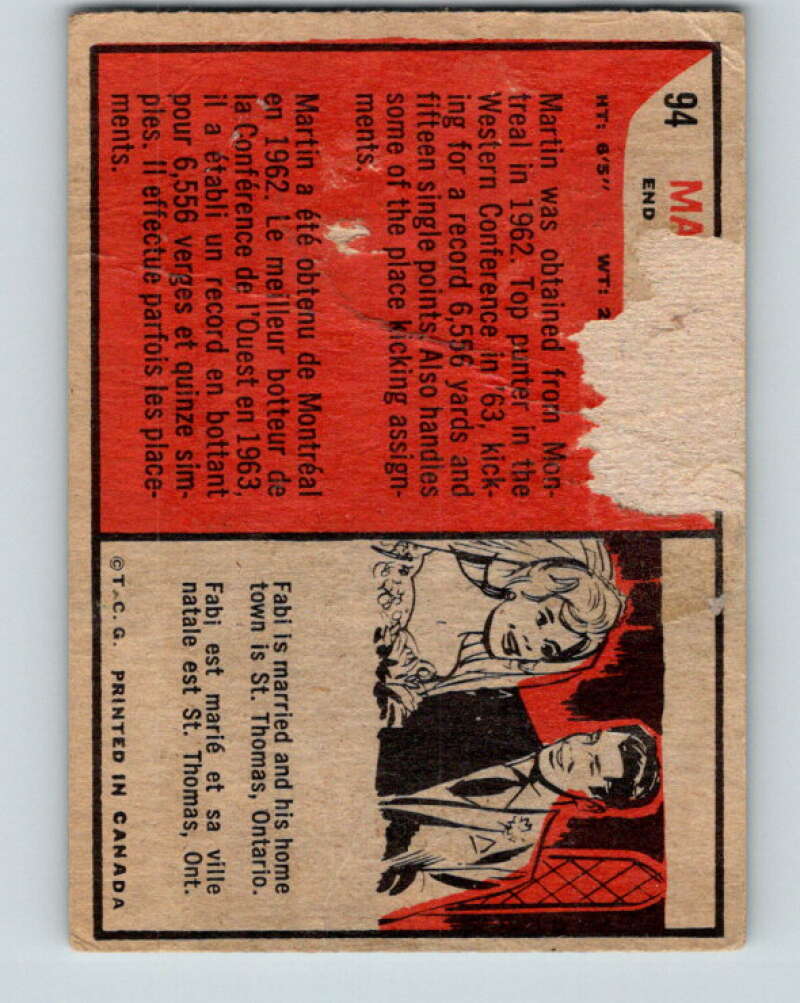 94 MA
END
HT: 6'5" WT: 2
Martin was obtained from Mon-
treal in 1962. Top punter in the
Western Conference in '63, kick-
ing for a record 6,556 yards and
fifteen single points. Also handles
some of the place kicking assign-
ments.
Martin a été obtenu de Montréal
en 1962. Le meilleur botteur de
la Conférence de l'Ouest en 1963,
il a établi un record en bottant
pour 6,556 verges et quinze sim-
ples. Il effectue parfois les place-
ments.
Fabi is married and his home
town is St. Thomas, Ontario.
Fabi est marié et sa ville
natale est St. Thomas, Ont.
©T.C.G. PRINTED IN CANADA